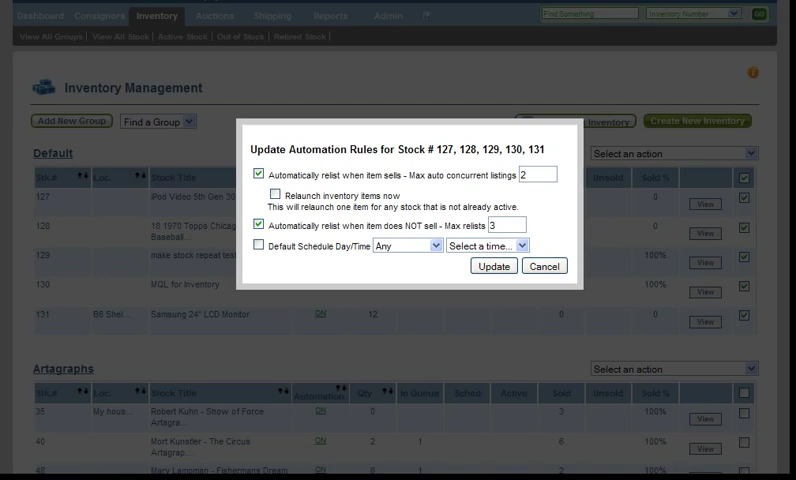 Dashboard Consignors Inventory Auctions Shipping Reports Admin
Find Something Inventory Number GO
View All Groups | View All Stock | Active Stock | Out of Stock | Retired Stock |
Inventory Management
Add New Group Find a Group Inventory Create New Inventory
Default Select an action
Stk.# Loc. Stock Title Unsold Sold %
127 iPod Video 5th Gen 30 0 View
128 18 1970 Topps Chicag
Baseball... 0 View
129 make stock repeat test 100% View
130 MQL for Inventory 100% View
131 B6 Shel... Samsung 24" LCD Monitor ON 12 0 0 View
Update Automation Rules for Stock # 127, 128, 129, 130, 131
Automatically relist when item sells - Max auto concurrent listings 2
Relaunch inventory items now
This will relaunch one item for any stock that is not already active.
Automatically relist when item does NOT sell - Max relists 3
Default Schedule Day/Time Any Select a time...
Update Cancel
Artagraphs Select an action
Stk.# Loc. Stock Title Automation Qty In Queue Sched Active Sold Unsold Sold %
35 My hous... Robert Kuhn - Show of Force
Artagra... ON 0 3 100% View
40 Mort Kunstler - The Circus
Artagrap... ON 2 1 6 100% View
48 Mary Lampman - Fishermans Dream ON 6 1 2 100% View